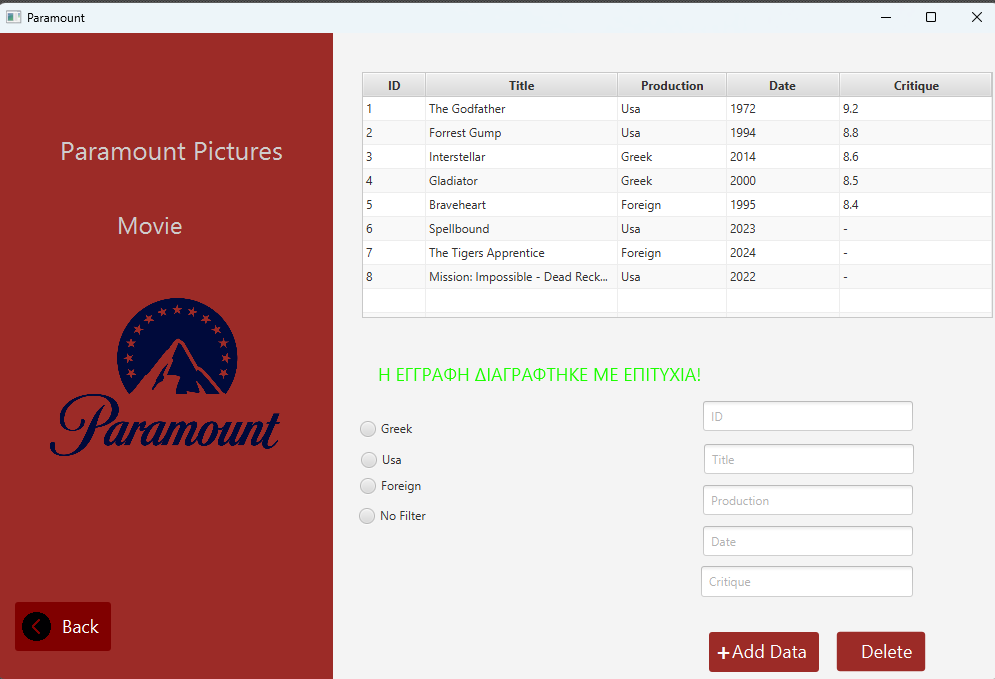 Paramount
Paramount Pictures
Movie
Paramount
Back
ID Title Production Date Critique
1 The Godfather Usa 1972 9.2
2 Forrest Gump Usa 1994 8.8
3 Interstellar Greek 2014 8.6
4 Gladiator Greek 2000 8.5
5 Braveheart Foreign 1995 8.4
6 Spellbound Usa 2023 -
7 The Tigers Apprentice Foreign 2024 -
8 Mission: Impossible - Dead Reck... Usa 2022 -
Η ΕΓΓΡΑΦΗ ΔΙΑΓΡΑΦΤΗΚΕ ΜΕ ΕΠΙΤΥΧΙΑ!
Greek
Usa
Foreign
No Filter
ID
Title
Production
Date
Critique
+Add Data
Delete